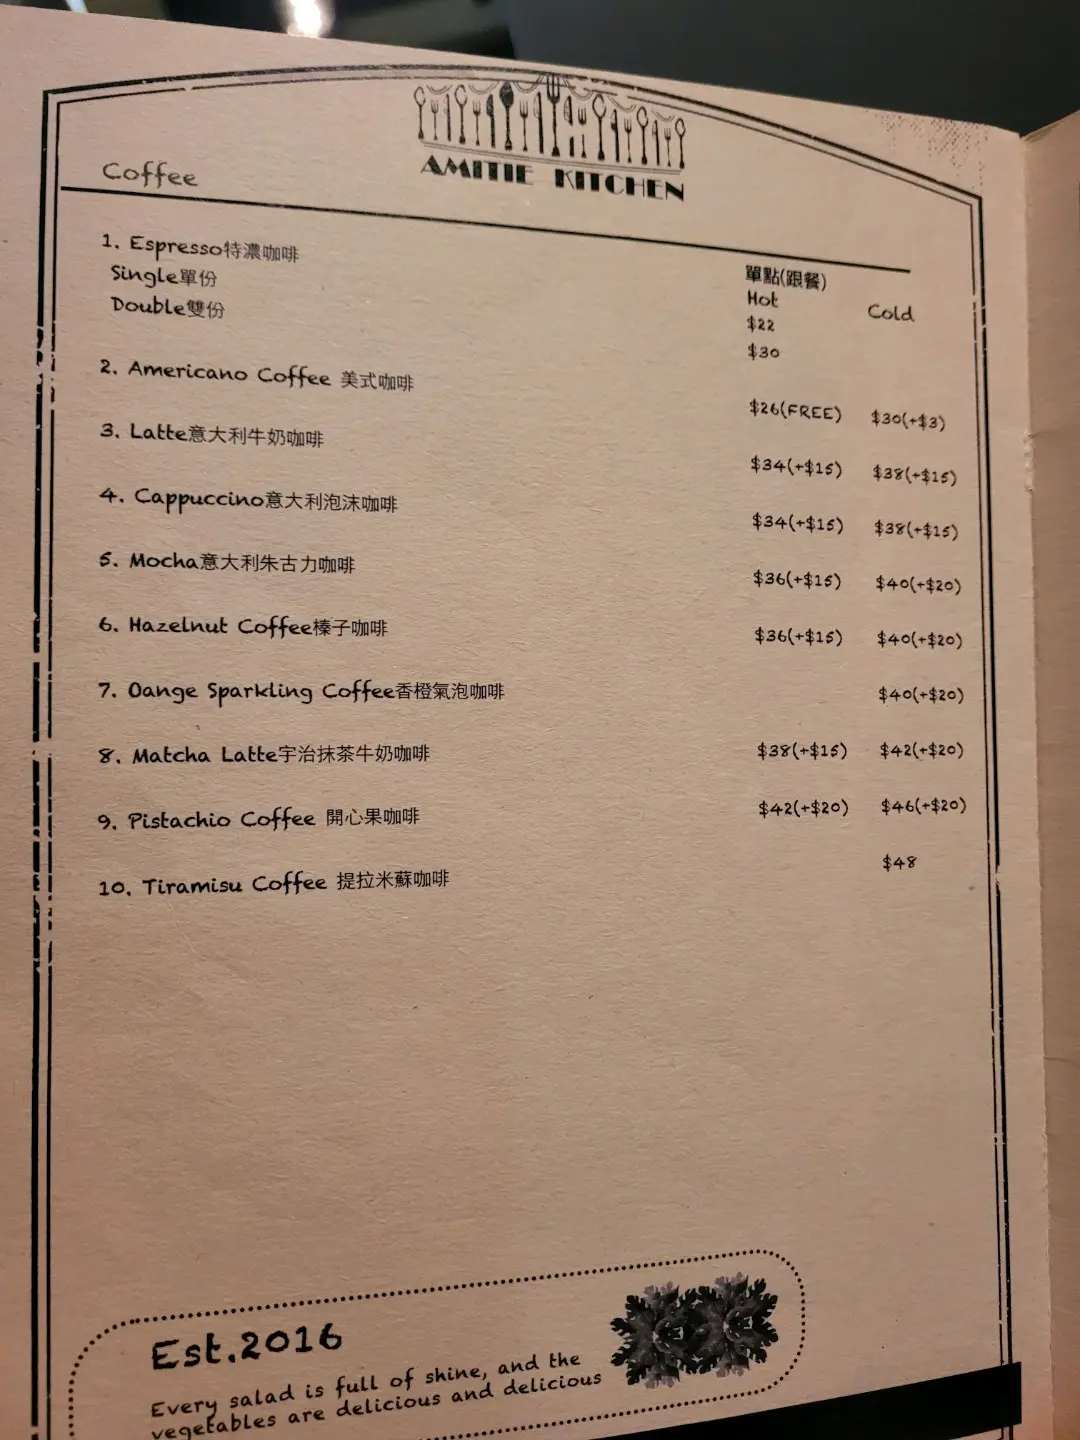 AMITIE KITCHEN
Coffee
1. Espresso特濃咖啡
單點(跟餐)
Single單份
Hot
Cold
Double雙份
$22
$30
2. Americano Coffee 美式咖啡
$26(FREE) $30(+$3)
3. Latte意大利牛奶咖啡
$34(+$15) $38(+$15)
4. Cappuccino意大利泡沫咖啡
$34(+$15) $38(+$15)
5. Mocha意大利朱古力咖啡
$36(+$15) $40(+$20)
6. Hazelnut Coffee榛子咖啡
$36(+$15) $40(+$20)
7. Oange Sparkling Coffee香橙氣泡咖啡
$40(+$20)
8. Matcha Latte宇治抹茶牛奶咖啡
$38(+$15) $42(+$20)
9. Pistachio Coffee 開心果咖啡
$42(+$20) $46(+$20)
10. Tiramisu Coffee 提拉米蘇咖啡
$48
Est.2016
Every salad is full of shine, and the
vegetables are delicious and delicious